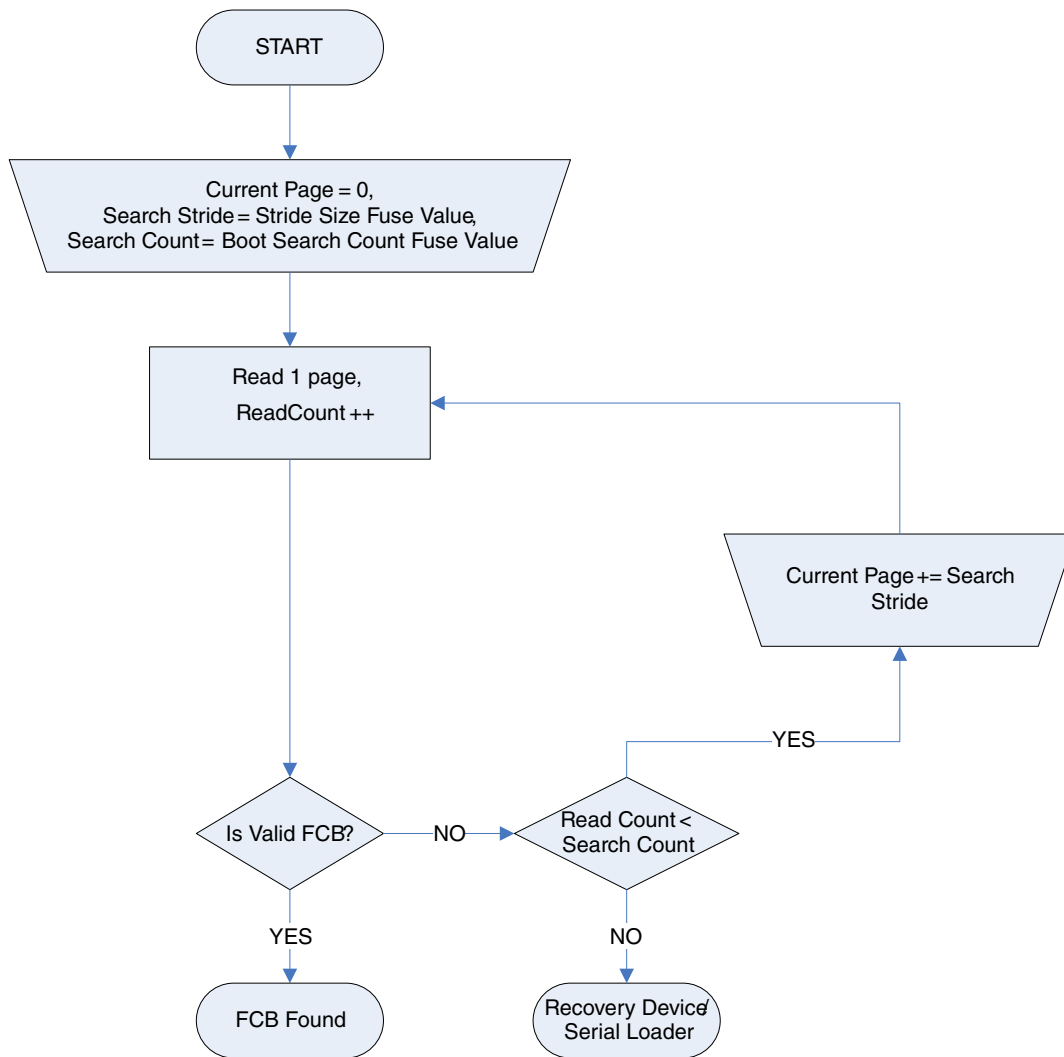 START
Current Page = 0,
Search Stride = Stride Size Fuse Value,
Search Count = Boot Search Count Fuse Value
Read 1 page,
ReadCount ++
Current Page += Search
Stride
YES
Is Valid FCB?
NO
Read Count <
Search Count
YES
NO
FCB Found
Recovery Device/
Serial Loader